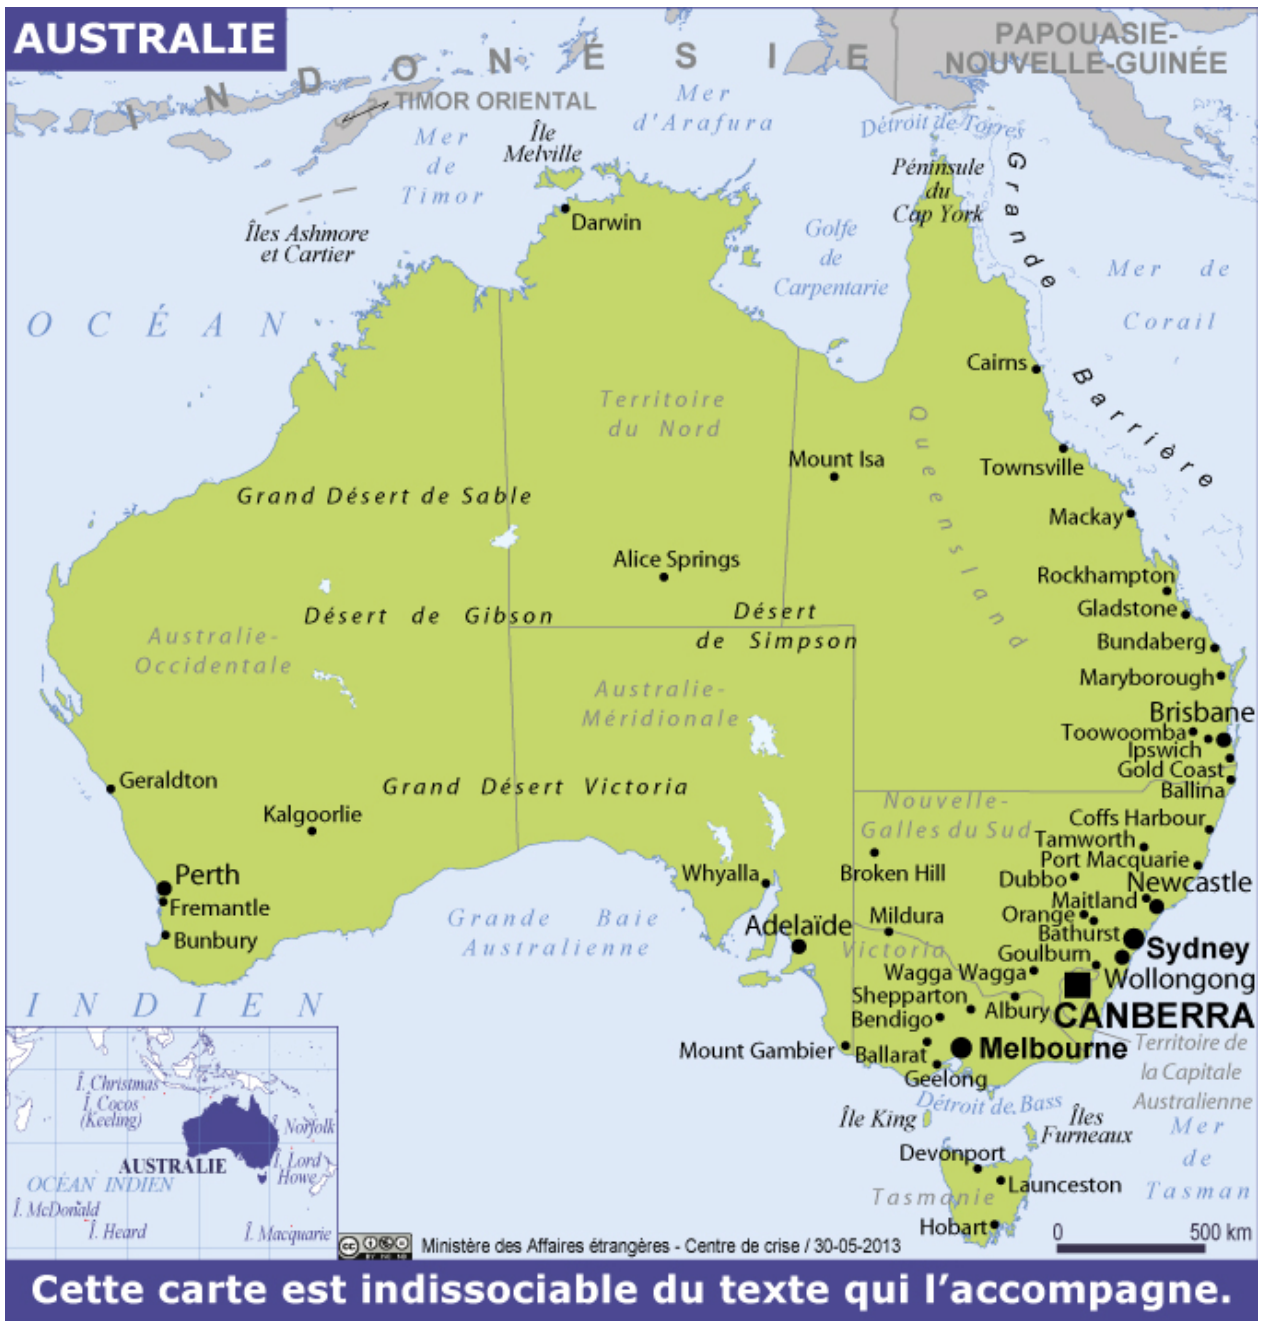 AUSTRALIE
INDONÉSIE
PAPOUASIE-
NOUVELLE-GUINÉE
TIMOR ORIENTAL
Mer
d'Arafura
Détroit de Torres
Mer
de
Timor
Île
Melville
Péninsule
du
Cap York
Grande Barrière
Îles Ashmore
et Cartier
Darwin
Golfe
de
Carpentarie
Mer de
Corail
OCÉAN
Cairns
Territoire
du Nord
Queensland
Mount Isa
Townsville
Grand Désert de Sable
Mackay
Alice Springs
Rockhampton
Désert de Gibson
Désert
de Simpson
Gladstone
Australie-
Occidentale
Bundaberg
Maryborough
Australie-
Méridionale
Brisbane
Toowoomba
Ipswich
Gold Coast
Ballina
Geraldton
Grand Désert Victoria
Nouvelle-
Galles du Sud
Kalgoorlie
Coffs Harbour
Tamworth
Port Macquarie
Perth
Whyalla
Broken Hill
Dubbo
Newcastle
Maitland
Fremantle
Grande Baie
Australienne
Adelaïde
Mildura
Orange
Bathurst
Bunbury
Victoria
Goulburn
Sydney
Wagga Wagga
Wollongong
INDIEN
Shepparton
Albury
CANBERRA
Bendigo
Mount Gambier
Ballarat
Melbourne
Territoire de
la Capitale
Australienne
Geelong
Détroit de Bass
Île King
Îles
Furneaux
Mer
de
Tasman
Devonport
Launceston
Tasmanie
Hobart
Î. Christmas
Î. Cocos
(Keeling)
Î. Norfolk
AUSTRALIE
Î. Lord
Howe
OCÉAN INDIEN
Î. McDonald
Î. Heard
Î. Macquarie
cc
BY NC ND
Ministère des Affaires étrangères - Centre de crise / 30-05-2013
0 500 km
Cette carte est indissociable du texte qui l'accompagne.